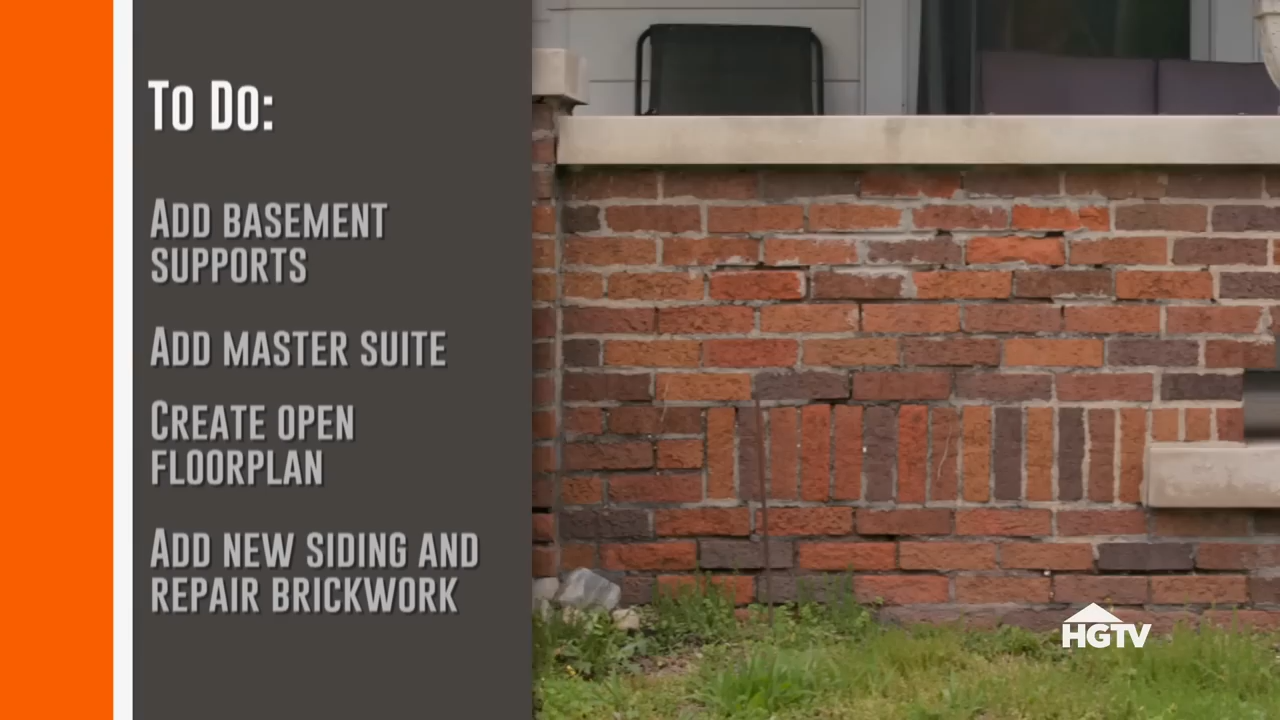 To Do:
Add basement
supports
Add master suite
Create open
floorplan
Add new siding and
repair brickwork
HGTV